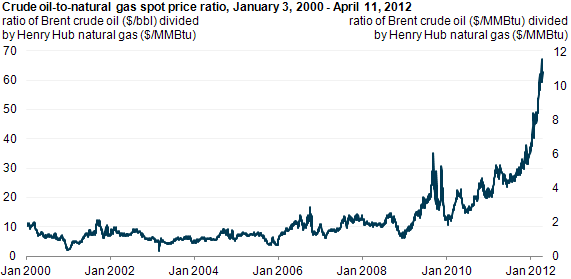 Crude oil-to-natural gas spot price ratio, January 3, 2000 - April 11, 2012
ratio of Brent crude oil ($/bbl) divided
by Henry Hub natural gas ($/MMBtu)
ratio of Brent crude oil ($/MMBtu) divided
by Henry Hub natural gas ($/MMBtu)
70
60
50
40
30
20
10
0
12
10
8
6
4
2
0
Jan 2000 Jan 2002 Jan 2004 Jan 2006 Jan 2008 Jan 2010 Jan 2012